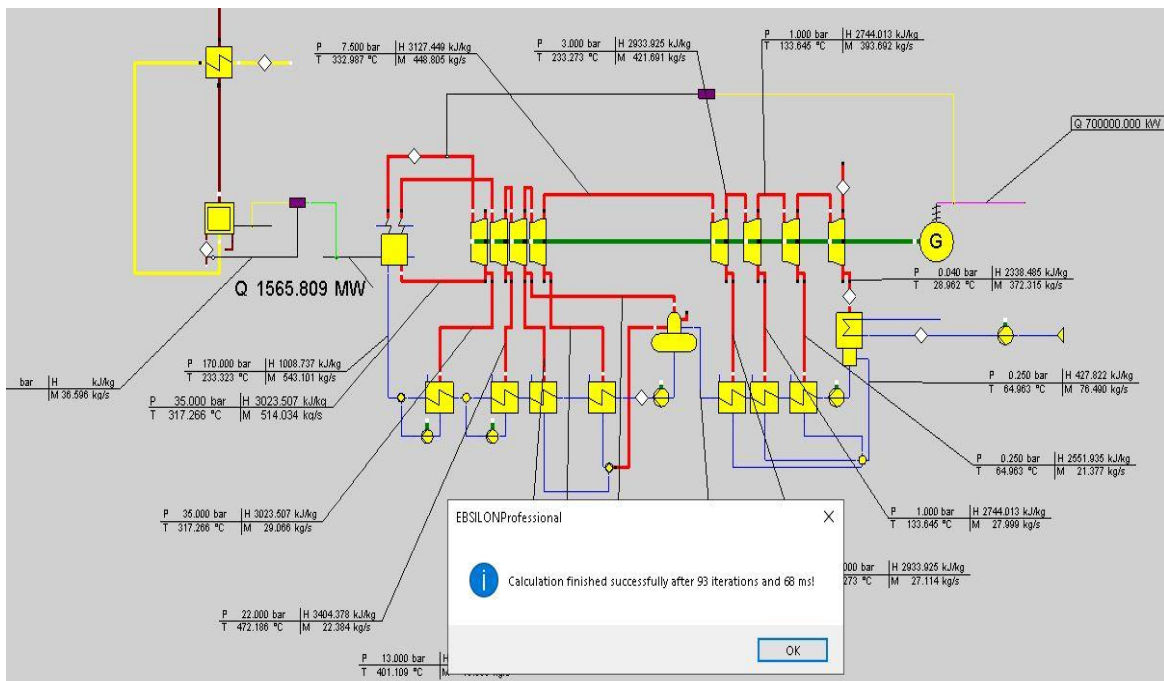 P 7.500 bar H 3127.449 kJ/kg
T 332.987 °C M 448.805 kg/s
P 3.000 bar H 2933.925 kJ/kg
T 233.273 °C M 421.691 kg/s
P 1.000 bar H 2744.013 kJ/kg
T 133.645 °C M 393.692 kg/s
Q 700000.000 kW
G
Q 1565.809 MW
P 0.040 bar H 2338.485 kJ/kg
T 28.962 °C M 372.315 kg/s
bar H kJ/kg
M 36.596 kg/s
P 170.000 bar H 1008.737 kJ/kg
T 233.323 °C M 543.101 kg/s
P 0.250 bar H 427.822 kJ/kg
T 64.963 °C M 76.490 kg/s
P 35.000 bar H 3023.507 kJ/kg
T 317.266 °C M 514.034 kg/s
P 0.250 bar H 2551.935 kJ/kg
T 64.963 °C M 21.377 kg/s
P 35.000 bar H 3023.507 kJ/kg
T 317.266 °C M 29.066 kg/s
P 1.000 bar H 2744.013 kJ/kg
T 133.645 °C M 27.999 kg/s
EBSILONProfessional
Calculation finished successfully after 93 iterations and 68 ms!
OK
bar H 2933.925 kJ/kg
°C M 27.114 kg/s
P 22.000 bar H 3404.378 kJ/kg
T 472.186 °C M 22.384 kg/s
P 13.000 bar H
T 401.109 °C M